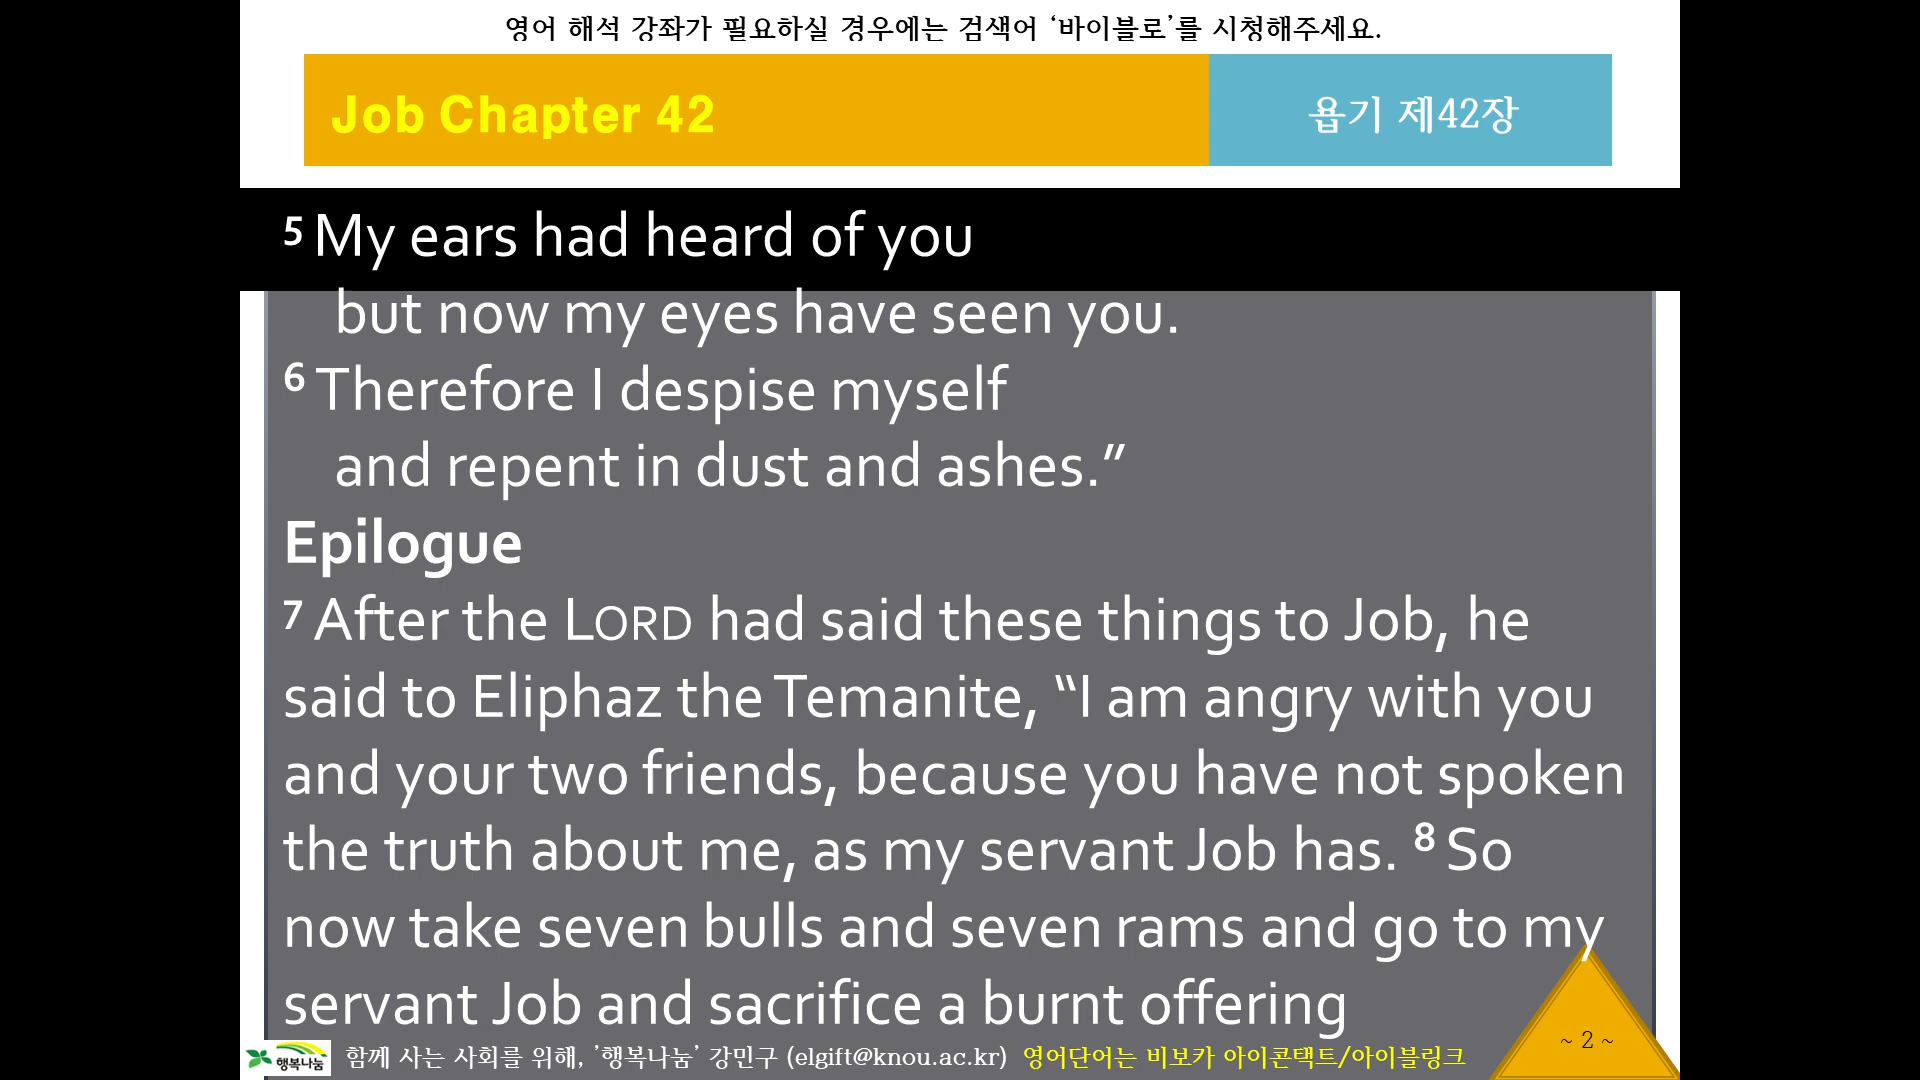 영어 해석 강좌가 필요하실 경우에는 검색어 ‘바이블로’를 시청해주세요.
Job Chapter 42
욥기 제42장
5 My ears had heard of you
but now my eyes have seen you.
6 Therefore I despise myself
and repent in dust and ashes.”
Epilogue
7 After the LORD had said these things to Job, he
said to Eliphaz the Temanite, “I am angry with you
and your two friends, because you have not spoken
the truth about me, as my servant Job has. 8 So
now take seven bulls and seven rams and go to my
servant Job and sacrifice a burnt offering
~ 2 ~
행복나눔
함께 사는 사회를 위해, ’행복나눔’ 강민구 (elgift@knou.ac.kr) 영어단어는 비보카 아이콘택트/아이블링크